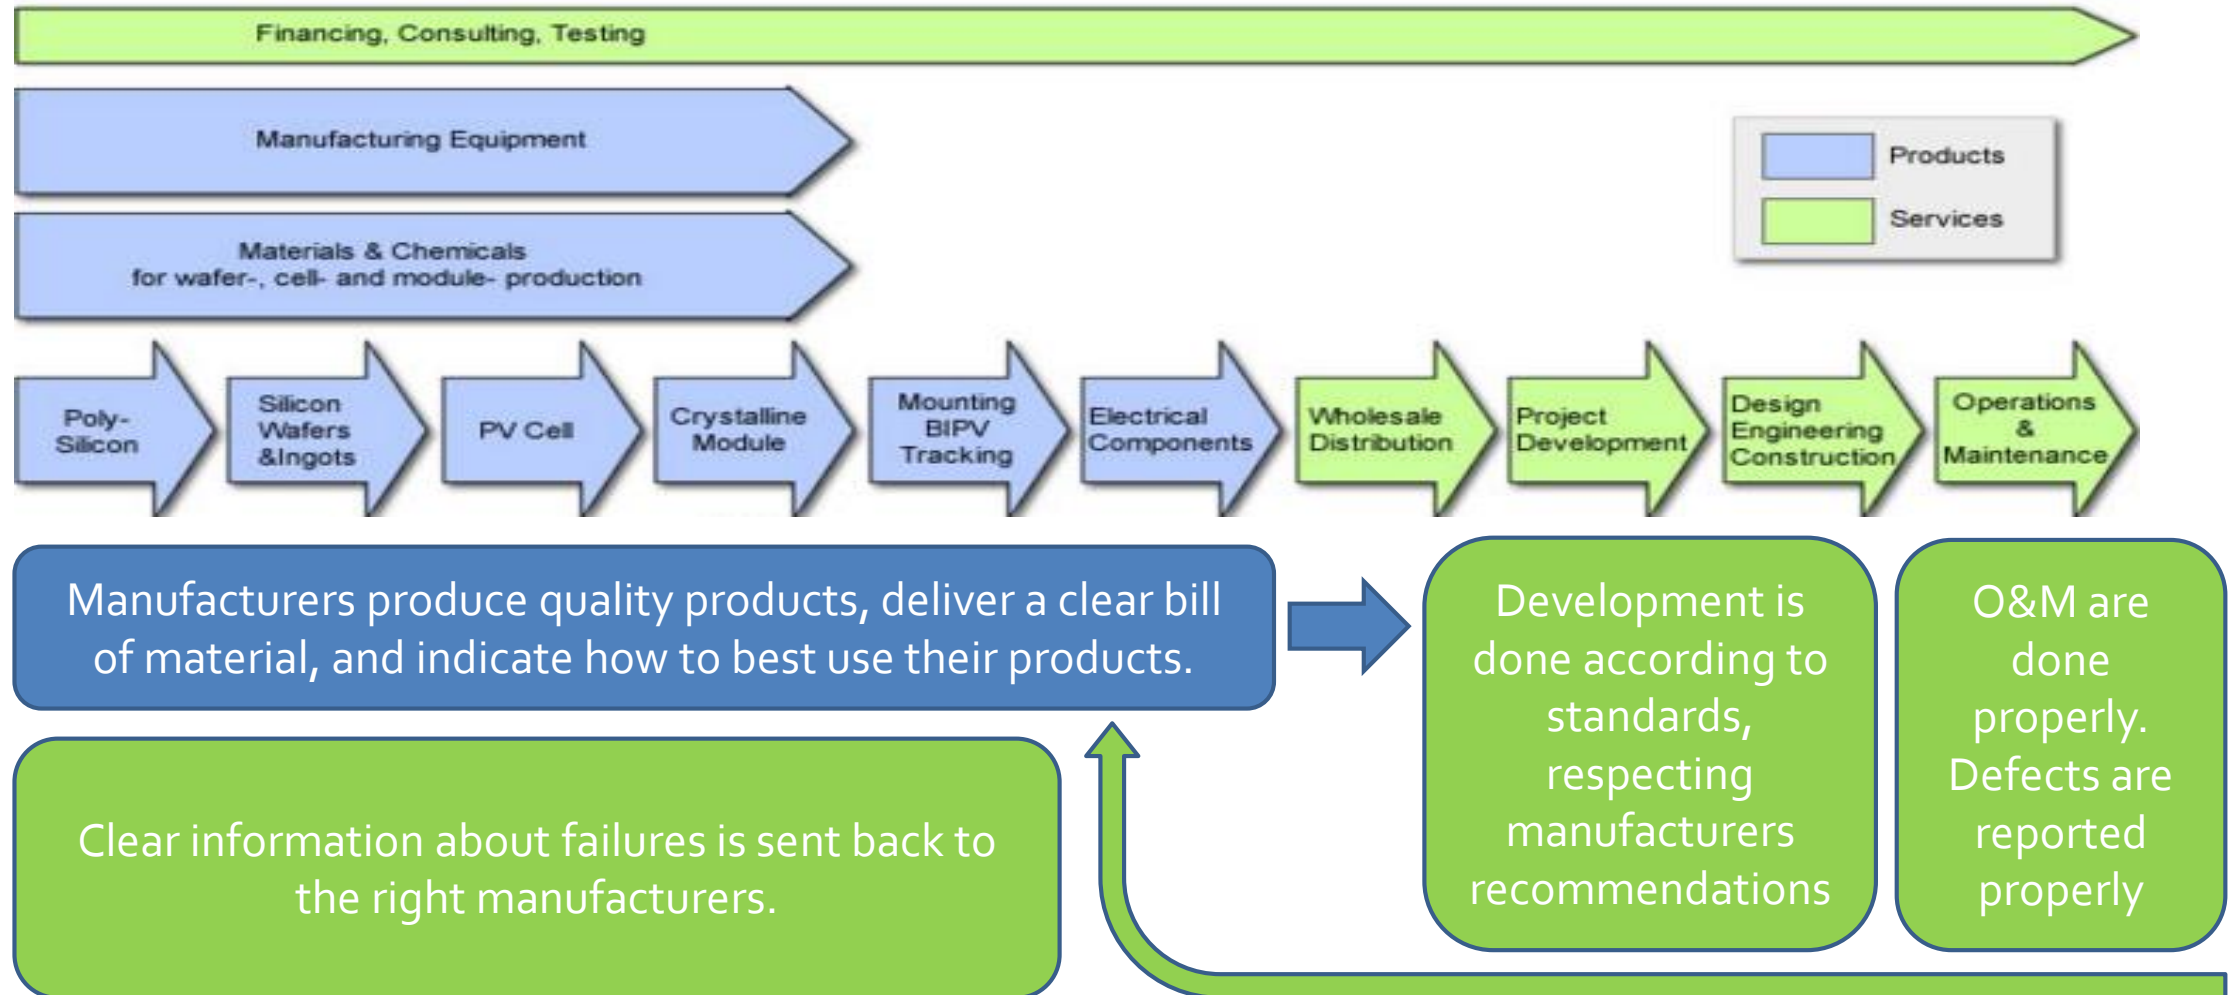 Financing, Consulting, Testing
Manufacturing Equipment
Products
Services
Materials & Chemicals
for wafer-, cell- and module- production
Poly-
Silicon
Silicon
Wafers
&Ingots
PV Cell
Crystalline
Module
Mounting
BIPV
Tracking
Electrical
Components
Wholesale
Distribution
Project
Development
Design
Engineering
Construction
Operations
&
Maintenance
Manufacturers produce quality products, deliver a clear bill
of material, and indicate how to best use their products.
Development is
done according to
standards,
respecting
manufacturers
recommendations
O&M are
done
properly.
Defects are
reported
properly
Clear information about failures is sent back to
the right manufacturers.